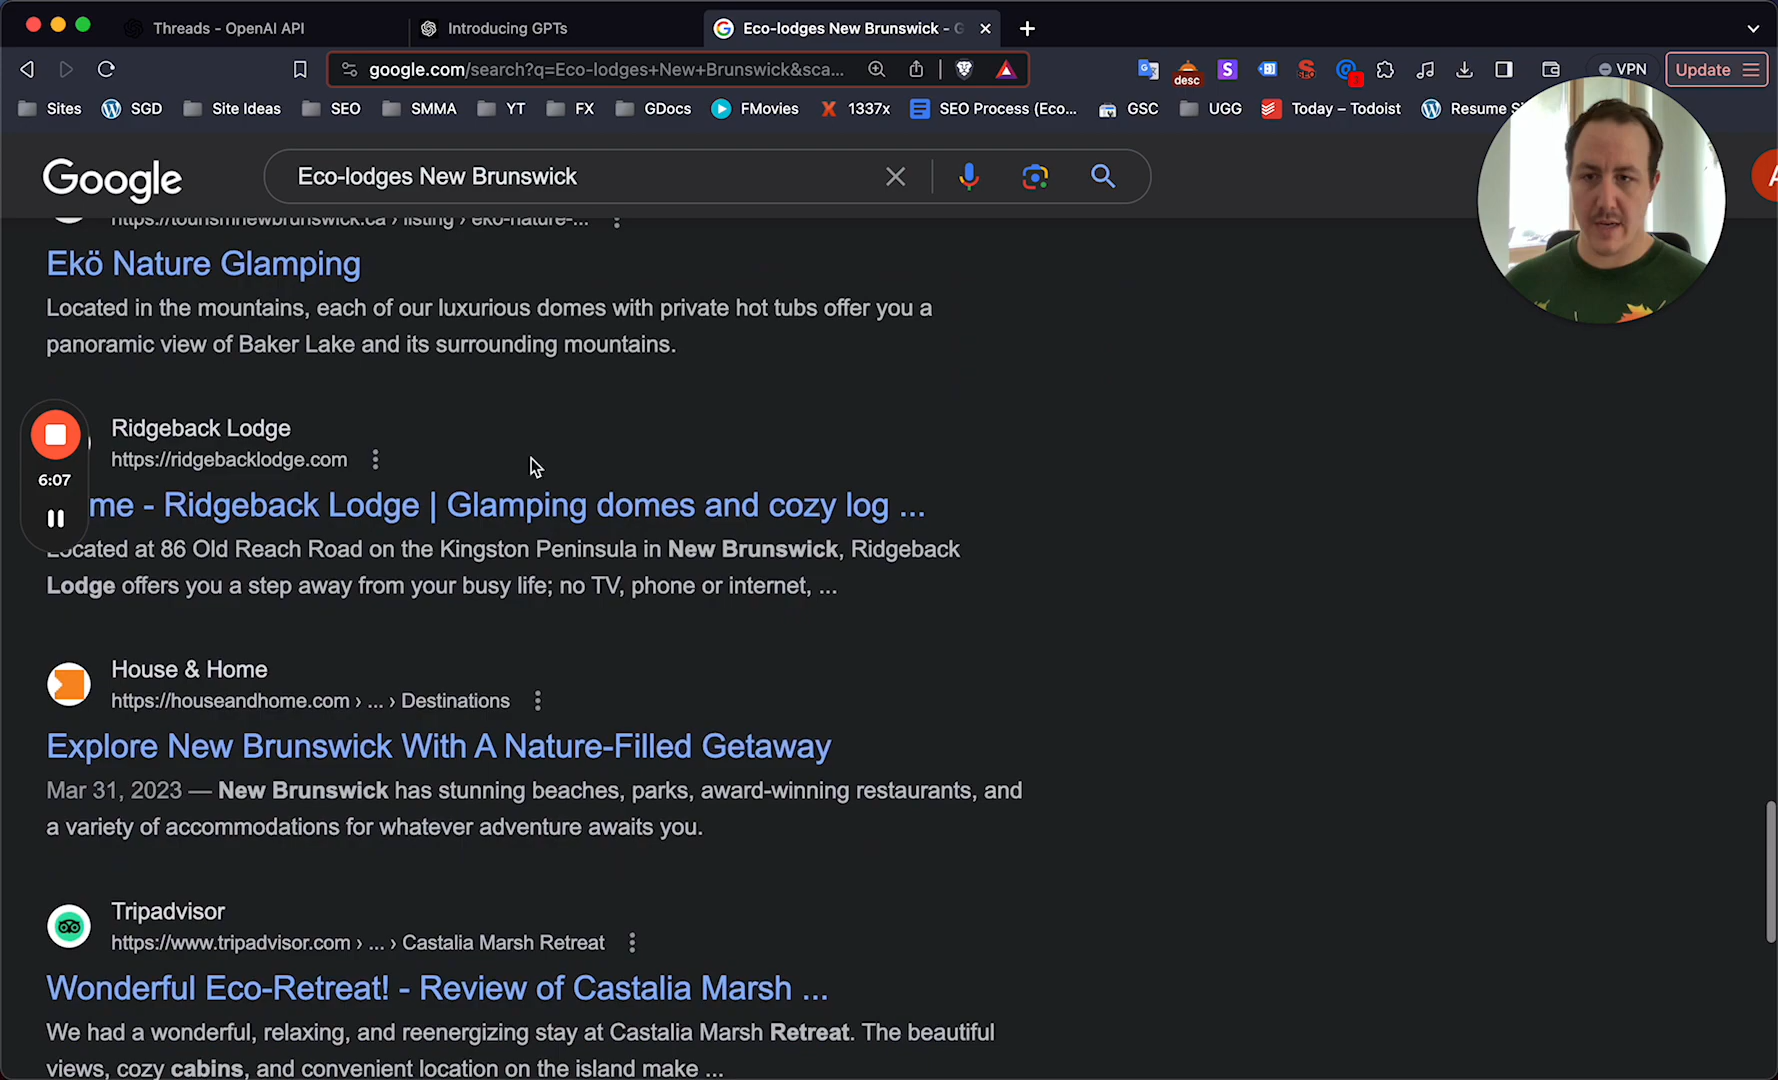 Threads - OpenAI API
Introducing GPTs
Eco-lodges New Brunswick - G
google.com/search?q=Eco-lodges+New+Brunswick&sca...
desc
VPN
Update
Sites
SGD
Site Ideas
SEO
SMMA
YT
FX
GDocs
FMovies
1337x
SEO Process (Eco...
GSC
UGG
Today – Todoist
Resume S
Google
Eco-lodges New Brunswick
https://tourismnewbrunswick.ca › listing › eko-nature-...
Ekö Nature Glamping
Located in the mountains, each of our luxurious domes with private hot tubs offer you a
panoramic view of Baker Lake and its surrounding mountains.
Ridgeback Lodge
https://ridgebacklodge.com
6:07
me - Ridgeback Lodge | Glamping domes and cozy log ...
Located at 86 Old Reach Road on the Kingston Peninsula in New Brunswick, Ridgeback
Lodge offers you a step away from your busy life; no TV, phone or internet, ...
House & Home
https://houseandhome.com › ... › Destinations
Explore New Brunswick With A Nature-Filled Getaway
Mar 31, 2023 — New Brunswick has stunning beaches, parks, award-winning restaurants, and
a variety of accommodations for whatever adventure awaits you.
Tripadvisor
https://www.tripadvisor.com › ... › Castalia Marsh Retreat
Wonderful Eco-Retreat! - Review of Castalia Marsh ...
We had a wonderful, relaxing, and reenergizing stay at Castalia Marsh Retreat. The beautiful
views, cozy cabins, and convenient location on the island make ...